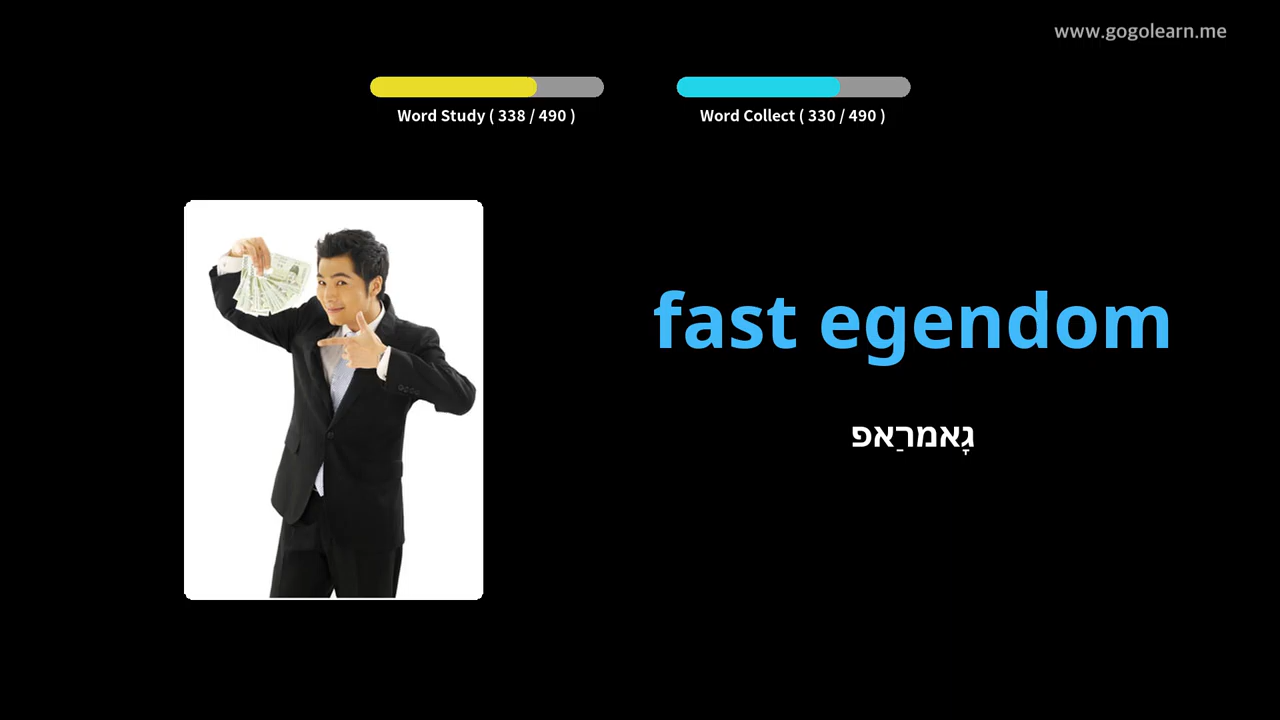 www.gogolearn.me
Word Study ( 338 / 490 )
Word Collect ( 330 / 490 )
fast egendom
גָאמרַאפ